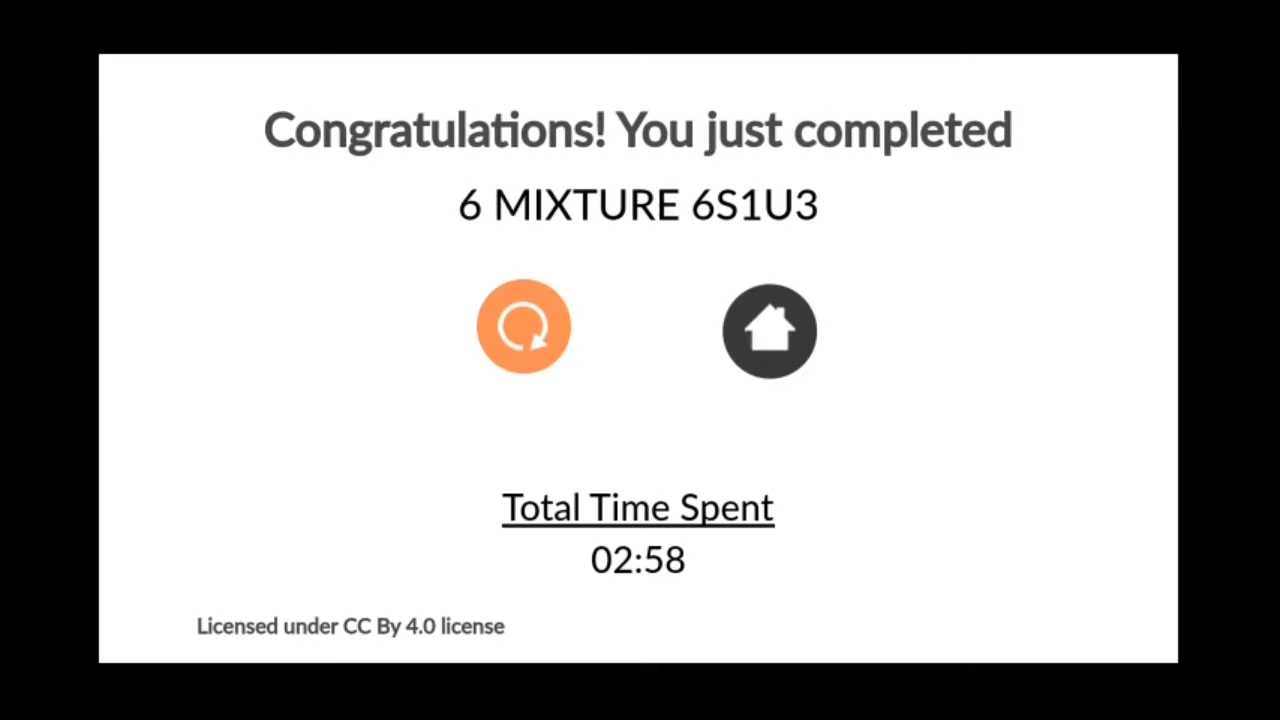 Congratulations! You just completed
6 MIXTURE 6S1U3
Total Time Spent
02:58
Licensed under CC By 4.0 license